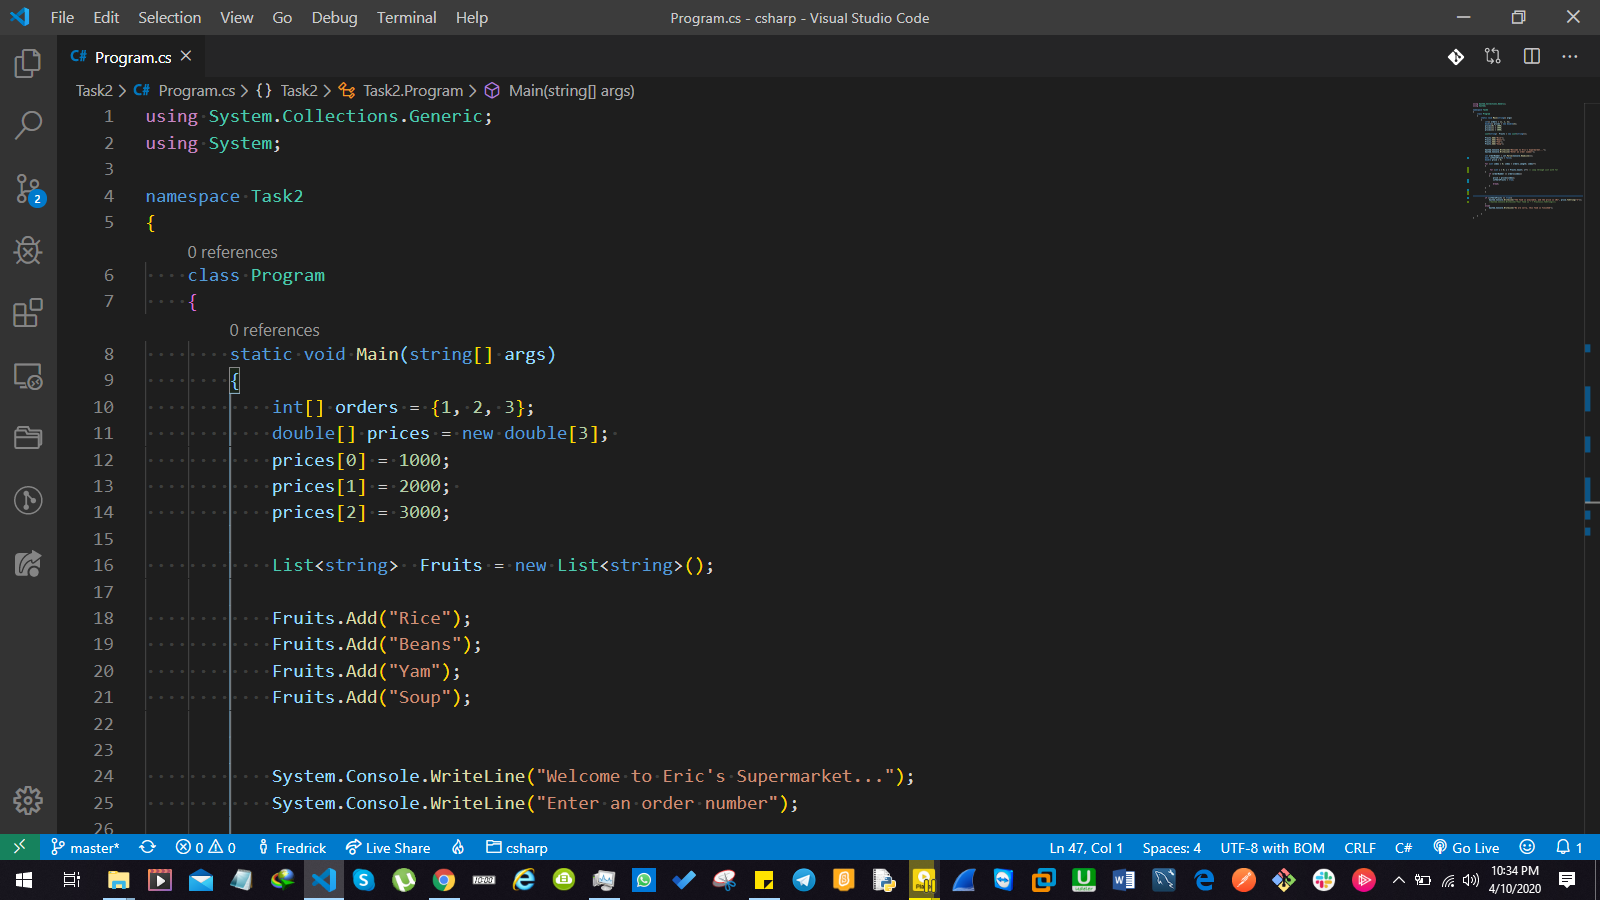 File Edit Selection View Go Debug Terminal Help Program.cs - csharp - Visual Studio Code
C# Program.cs
Task2 > C# Program.cs > {} Task2 > Task2.Program > Main(string[] args)
1 using System.Collections.Generic;
2 using System;
3
4 namespace Task2
5 {
0 references
6 class Program
7 {
0 references
8 static void Main(string[] args)
9 {
10 int[] orders = {1, 2, 3};
11 double[] prices = new double[3];
12 prices[0] = 1000;
13 prices[1] = 2000;
14 prices[2] = 3000;
15
16 List<string>  Fruits = new List<string>();
17
18 Fruits.Add("Rice");
19 Fruits.Add("Beans");
20 Fruits.Add("Yam");
21 Fruits.Add("Soup");
22
23
24 System.Console.WriteLine("Welcome to Eric's Supermarket...");
25 System.Console.WriteLine("Enter an order number");
26
2
master* 0 0 Fredrick Live Share csharp Ln 47, Col 1 Spaces: 4 UTF-8 with BOM CRLF C# Go Live 1
10:34 PM
4/10/2020